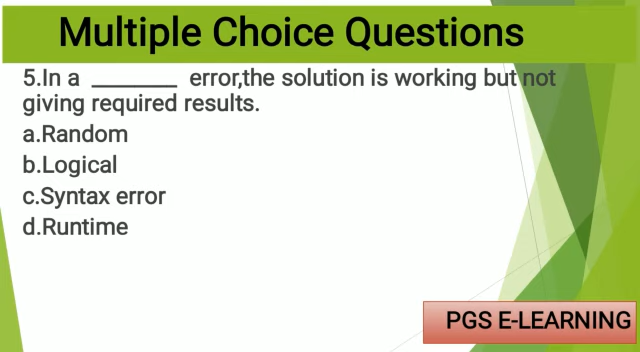 Multiple Choice Questions
5.In a ________ error,the solution is working but not
giving required results.
a.Random
b.Logical
c.Syntax error
d.Runtime
PGS E-LEARNING